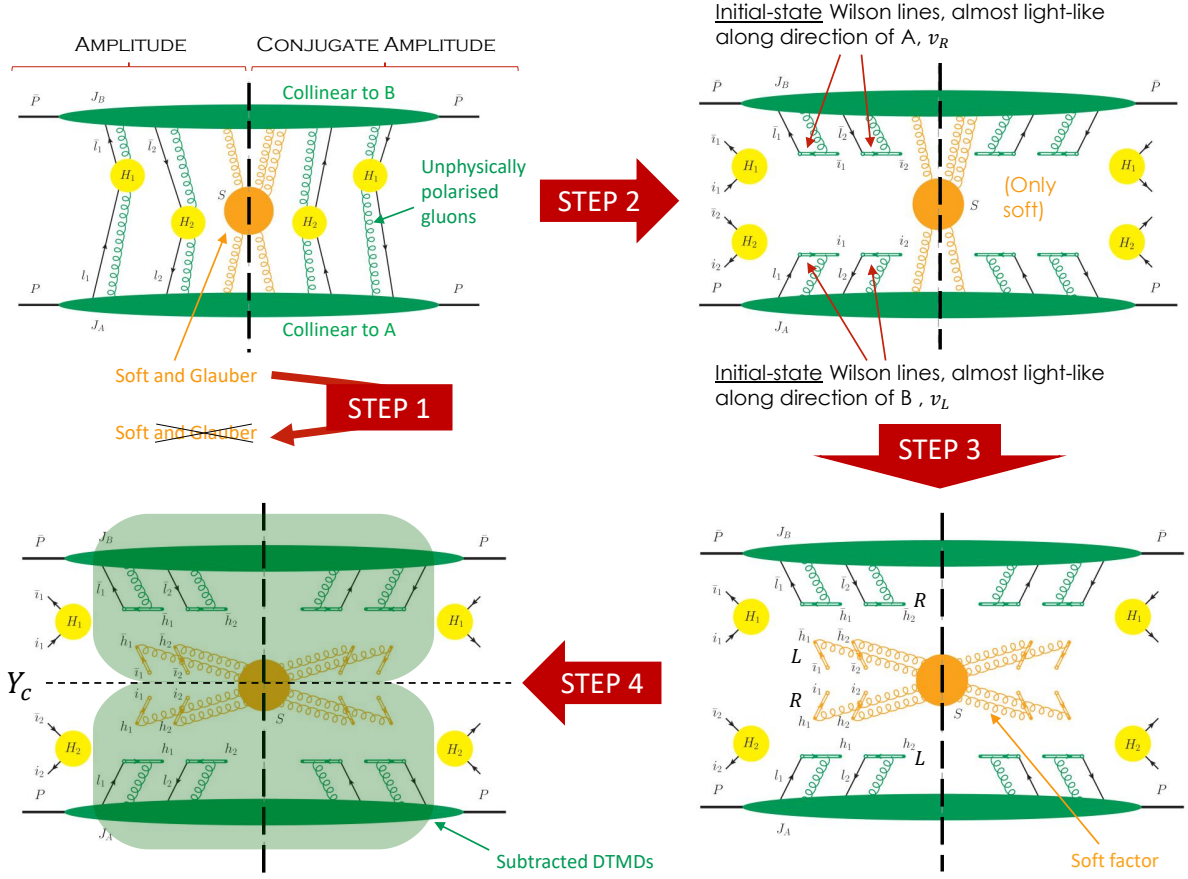 AMPLITUDE
CONJUGATE AMPLITUDE
P̄
J_B
Collinear to B
P̄
l̄₁
l̄₂
H₁
H₁
Unphysically
polarised
gluons
S
H₂
H₂
l₁
l₂
P
P
J_A
Collinear to A
Soft and Glauber
Soft and Glauber
STEP 1
STEP 2
Initial-state Wilson lines, almost light-like
along direction of A, v_R
P̄
J_B
P̄
l̄₁
l̄₂
ī₁
ī₂
ī₁
H₁
H₁
i₁
(Only
soft)
S
ī₂
H₂
H₂
i₂
i₁
i₂
l₁
l₂
P
P
J_A
Initial-state Wilson lines, almost light-like
along direction of B , v_L
STEP 3
P̄
J_B
P̄
l̄₁
l̄₂
R
h̄₁
h̄₂
ī₁
H₁
H₁
i₁
h̄₁
h̄₂
L
ī₁
ī₂
i₁
i₂
R
h₁
h₂
S
ī₂
H₂
H₂
i₂
h₁
h₂
L
l₁
l₂
P
P
J_A
Soft factor
STEP 4
P̄
J_B
P̄
l̄₁
l̄₂
h̄₁
h̄₂
ī₁
H₁
H₁
i₁
h̄₁
h̄₂
ī₁
ī₂
Y_c
i₁
i₂
h₁
h₂
S
ī₂
H₂
H₂
i₂
h₁
h₂
l₁
l₂
P
P
J_A
Subtracted DTMDs